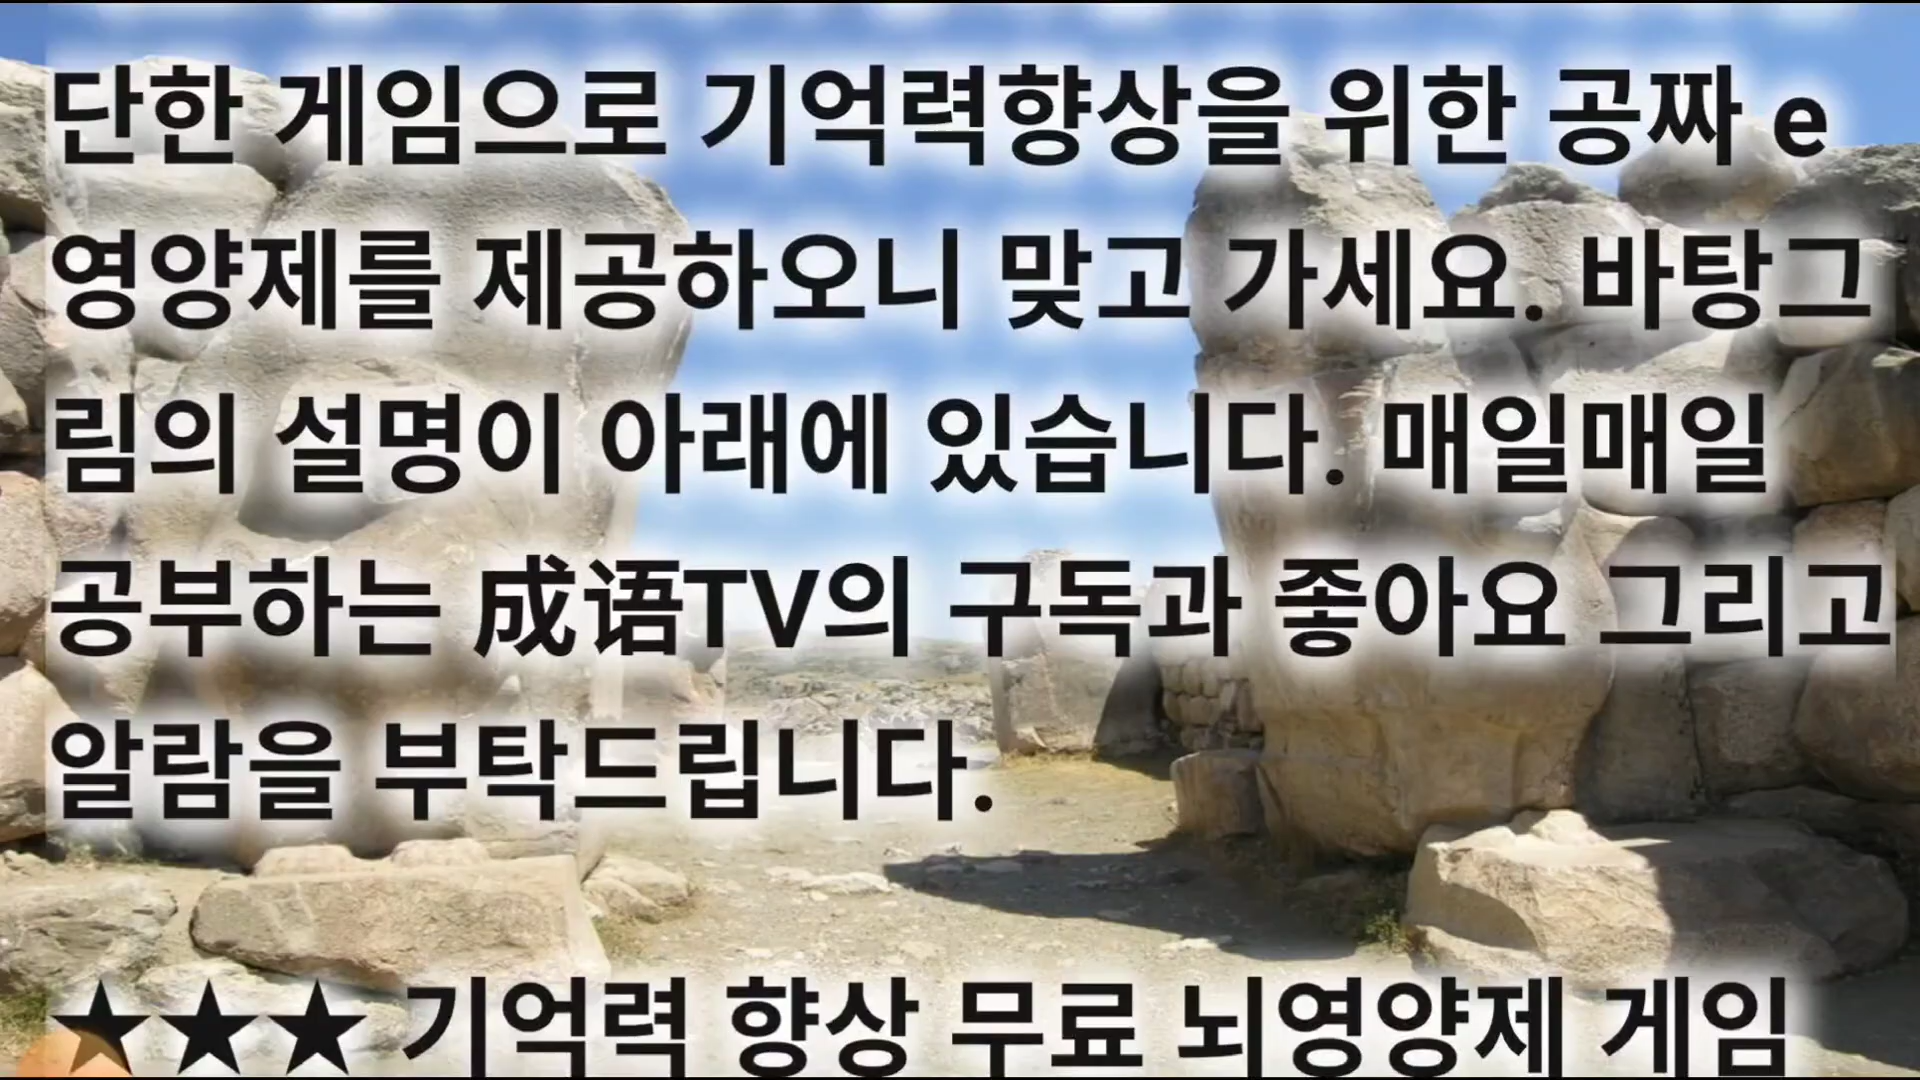 단한 게임으로 기억력향상을 위한 공짜 e
영양제를 제공하오니 맞고 가세요. 바탕그
림의 설명이 아래에 있습니다. 매일매일
공부하는 成语TV의 구독과 좋아요 그리고
알람을 부탁드립니다.
★★★ 기억력 향상 무료 뇌영양제 게임